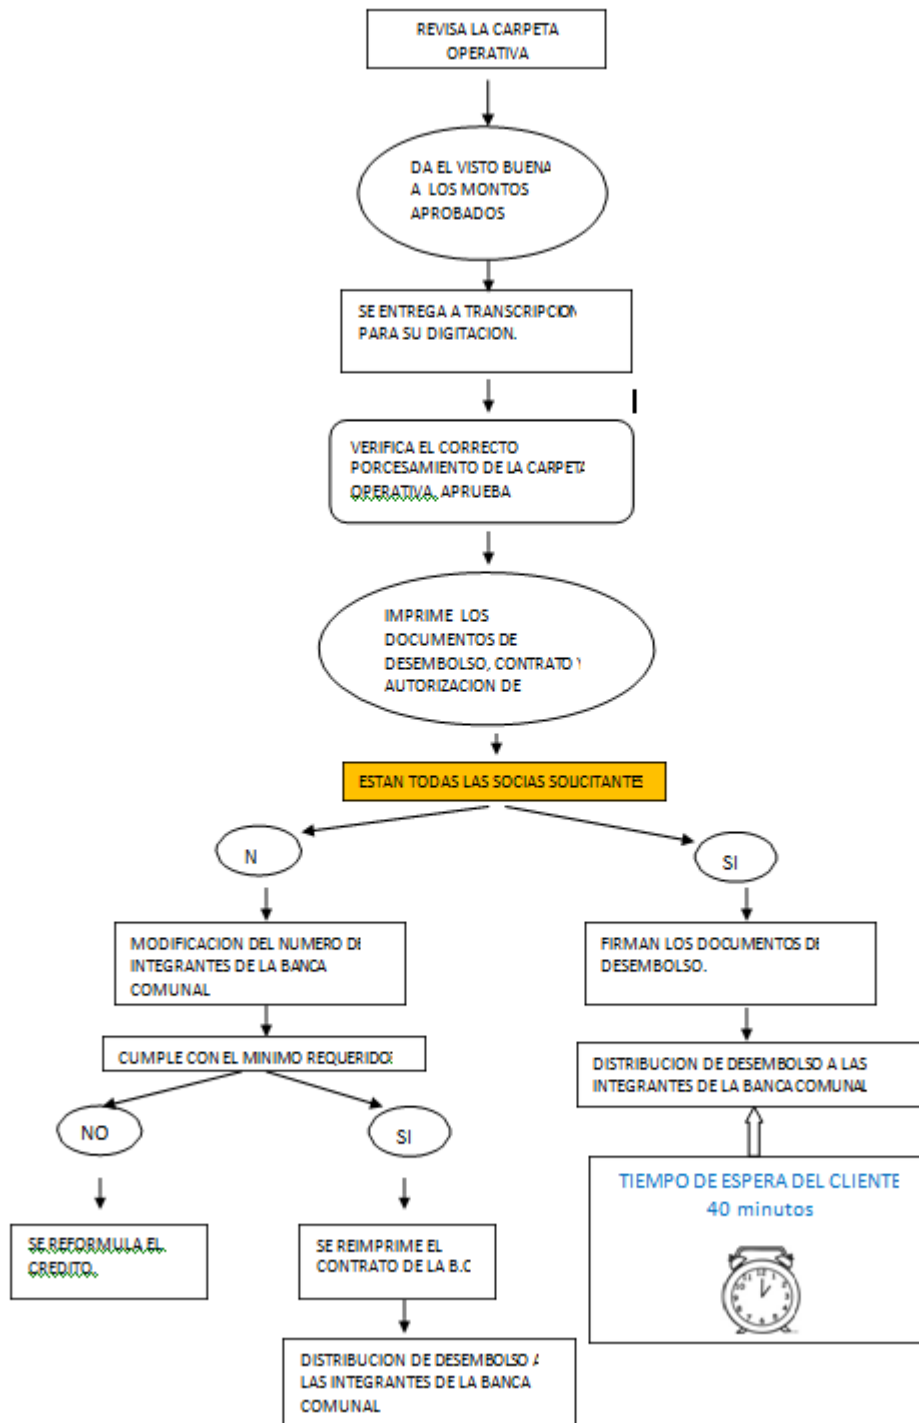 REVISA LA CARPETA
OPERATIVA
DA EL VISTO BUENA
A LOS MONTOS
APROBADOS
SE ENTREGA A TRANSCRIPCION
PARA SU DIGITACION.
VERIFICA EL CORRECTO
PORCESAMIENTO DE LA CARPETA
OPERATIVA, APRUEBA
IMPRIME LOS
DOCUMENTOS DE
DESEMBOLSO, CONTRATO Y
AUTORIZACION DE
ESTAN TODAS LAS SOCIAS SOLICITANTES
N
SI
MODIFICACION DEL NUMERO DE
INTEGRANTES DE LA BANCA
COMUNAL
FIRMAN LOS DOCUMENTOS DE
DESEMBOLSO.
CUMPLE CON EL MINIMO REQUERIDO
DISTRIBUCION DE DESEMBOLSO A LAS
INTEGRANTES DE LA BANCA COMUNAL
NO
SI
TIEMPO DE ESPERA DEL CLIENTE
40 minutos
SE REFORMULA EL
CREDITO.
SE REIMPRIME EL
CONTRATO DE LA B.C
DISTRIBUCION DE DESEMBOLSO A
LAS INTEGRANTES DE LA BANCA
COMUNAL